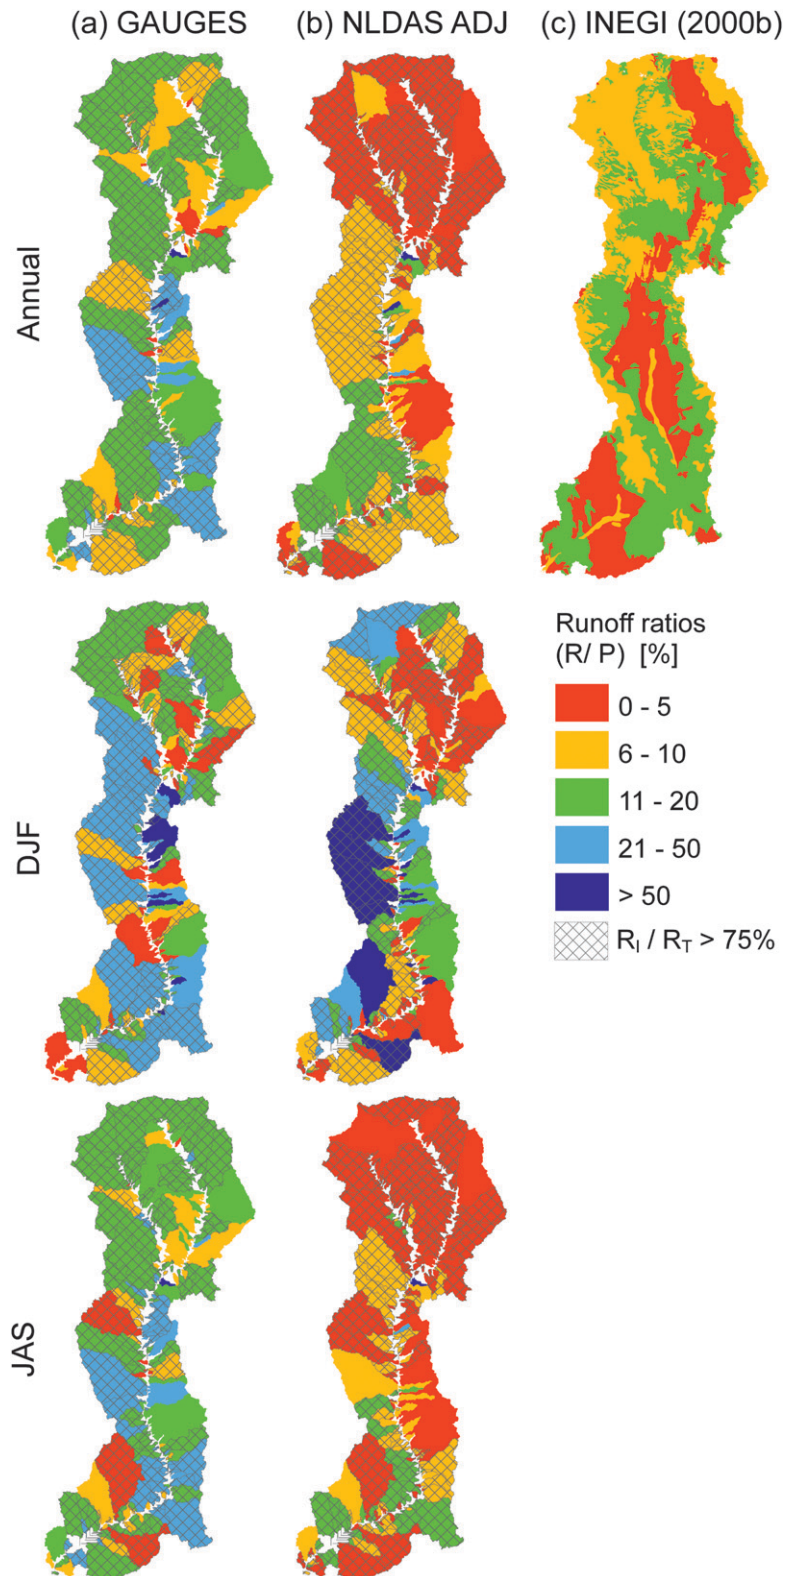 (a) GAUGES (b) NLDAS ADJ (c) INEGI (2000b)
Annual
DJF
Runoff ratios
(R/ P) [%]
0 - 5
6 - 10
11 - 20
21 - 50
> 50
R_I / R_T > 75%
JAS